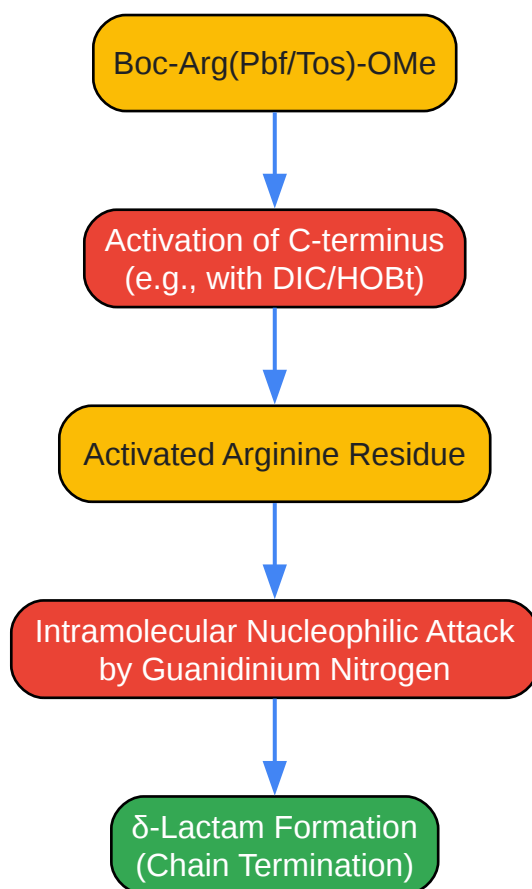 Boc-Arg(Pbf/Tos)-OMe
Activation of C-terminus
(e.g., with DIC/HOBt)
Activated Arginine Residue
Intramolecular Nucleophilic Attack
by Guanidinium Nitrogen
δ-Lactam Formation
(Chain Termination)